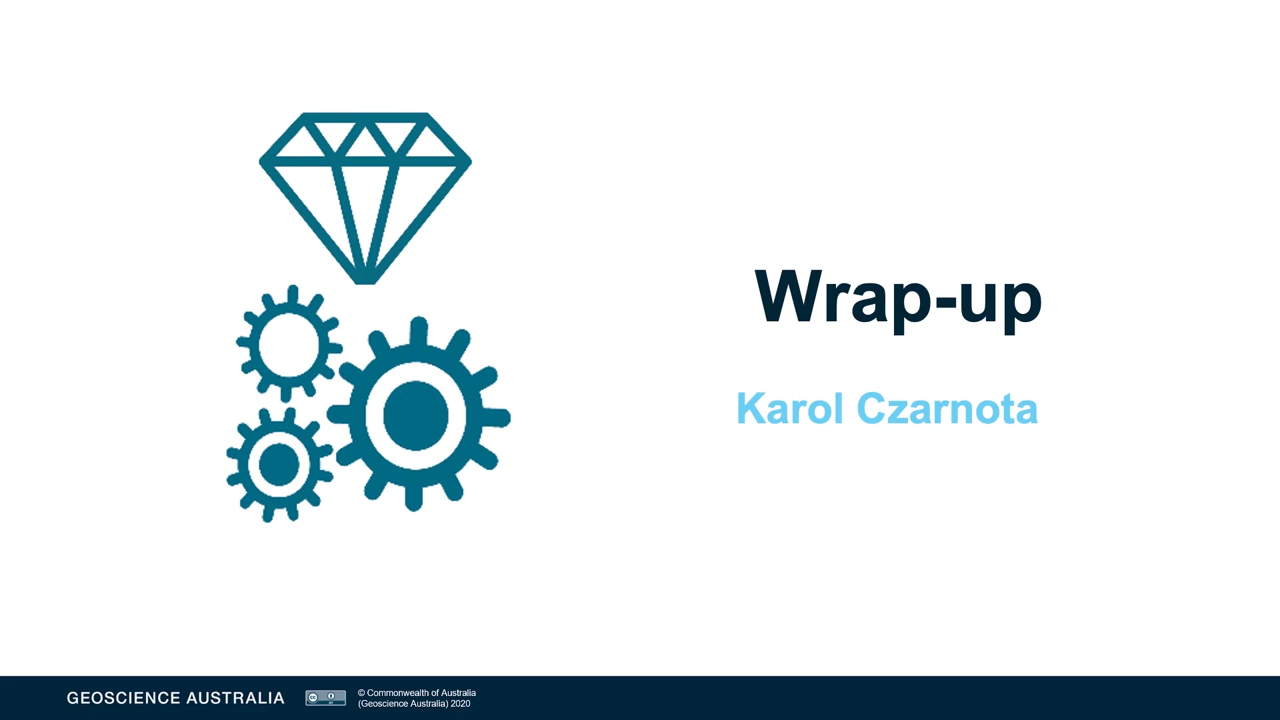 Wrap-up
Karol Czarnota
GEOSCIENCE AUSTRALIA
© Commonwealth of Australia
(Geoscience Australia) 2020